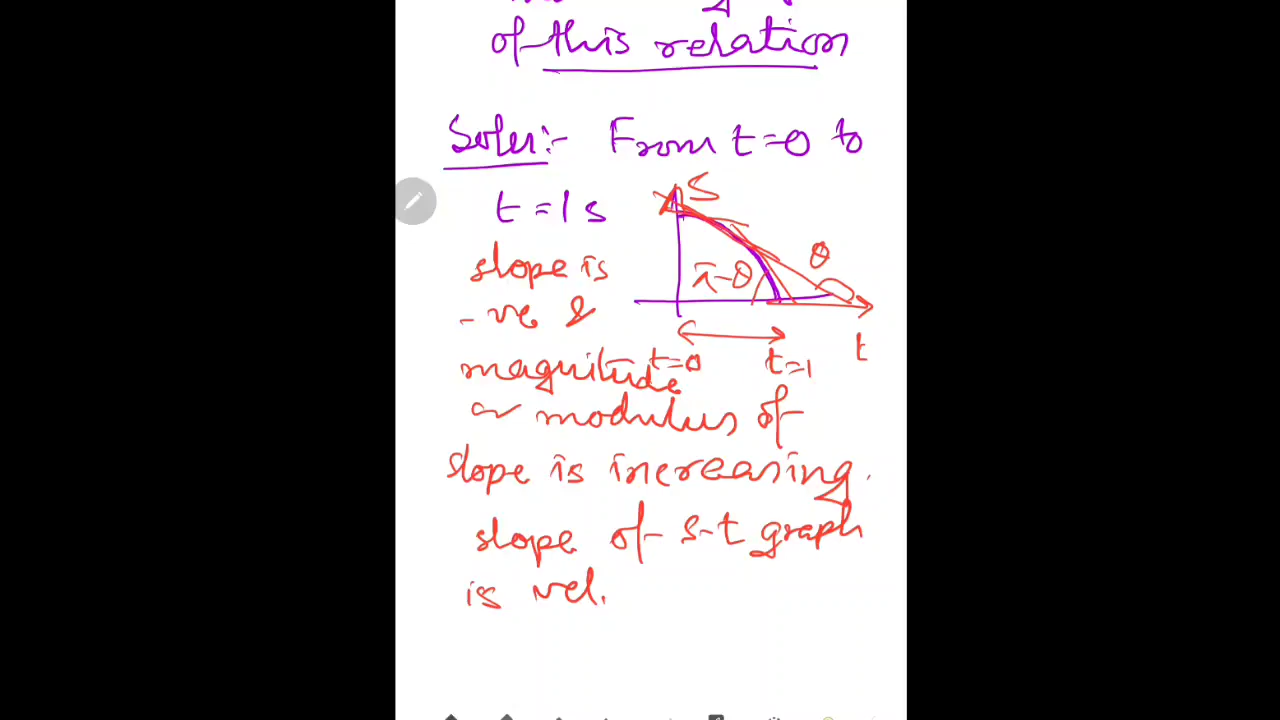 of this relation
Soln:- From t=0 to
t=1 s
S
slope is
θ
π-θ
-ve &
t
magnitude
t=0
t=1
or modulus of
slope is increasing.
slope of s-t graph
is vel.